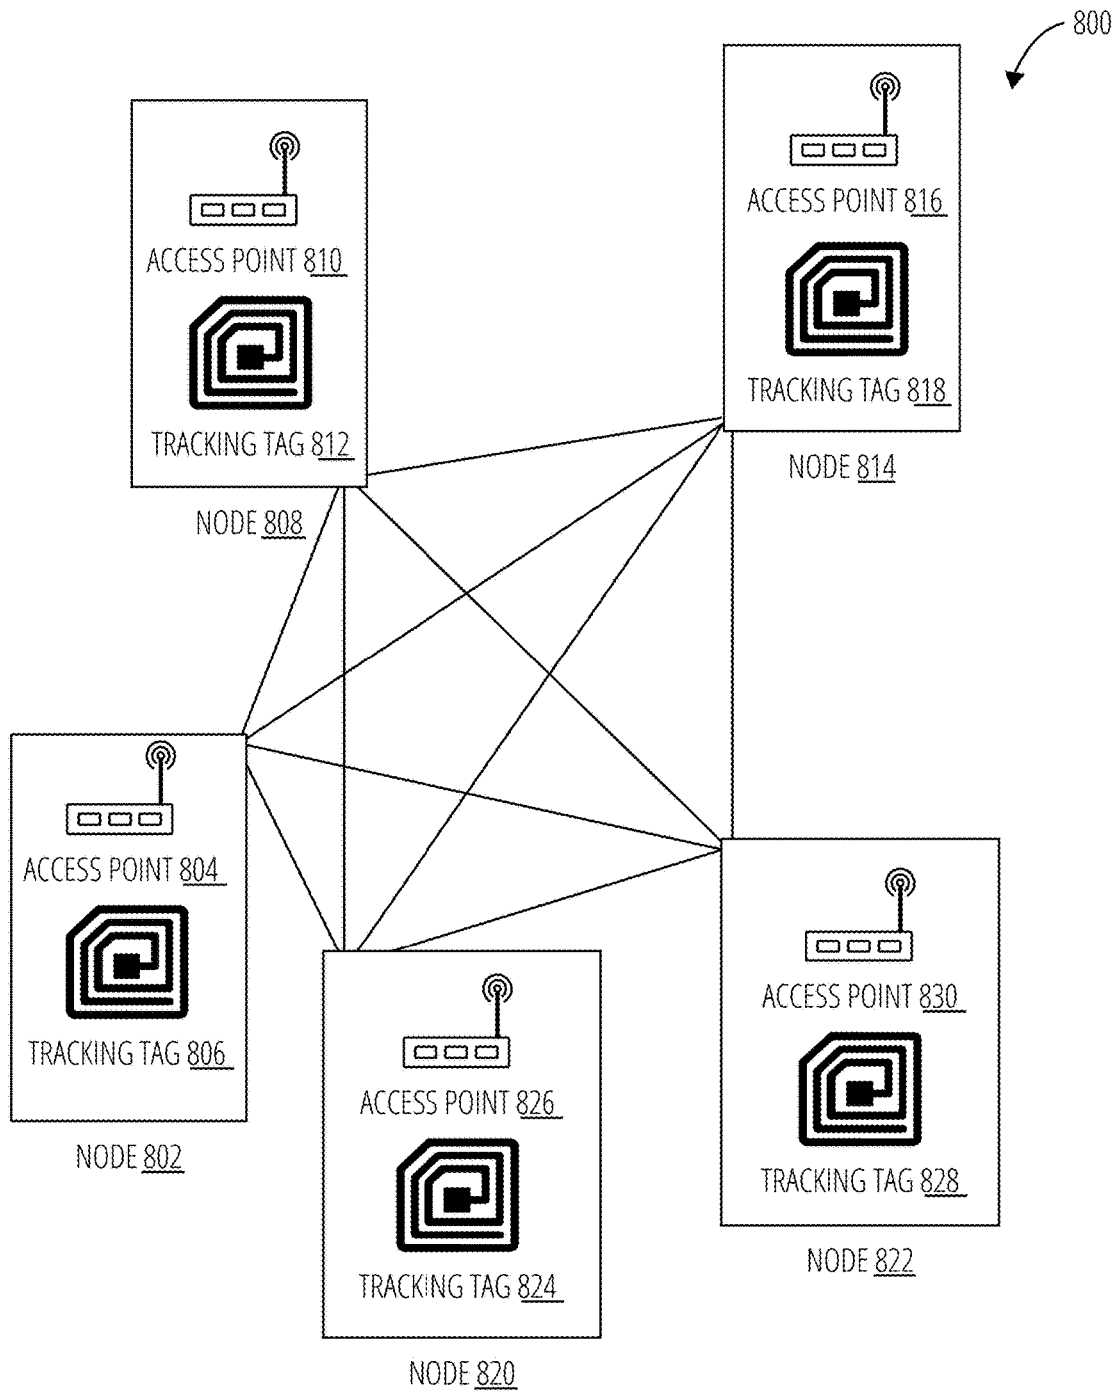 800
ACCESS POINT 816
TRACKING TAG 818
NODE 814
ACCESS POINT 810
TRACKING TAG 812
NODE 808
ACCESS POINT 804
TRACKING TAG 806
NODE 802
ACCESS POINT 826
TRACKING TAG 824
NODE 820
ACCESS POINT 830
TRACKING TAG 828
NODE 822